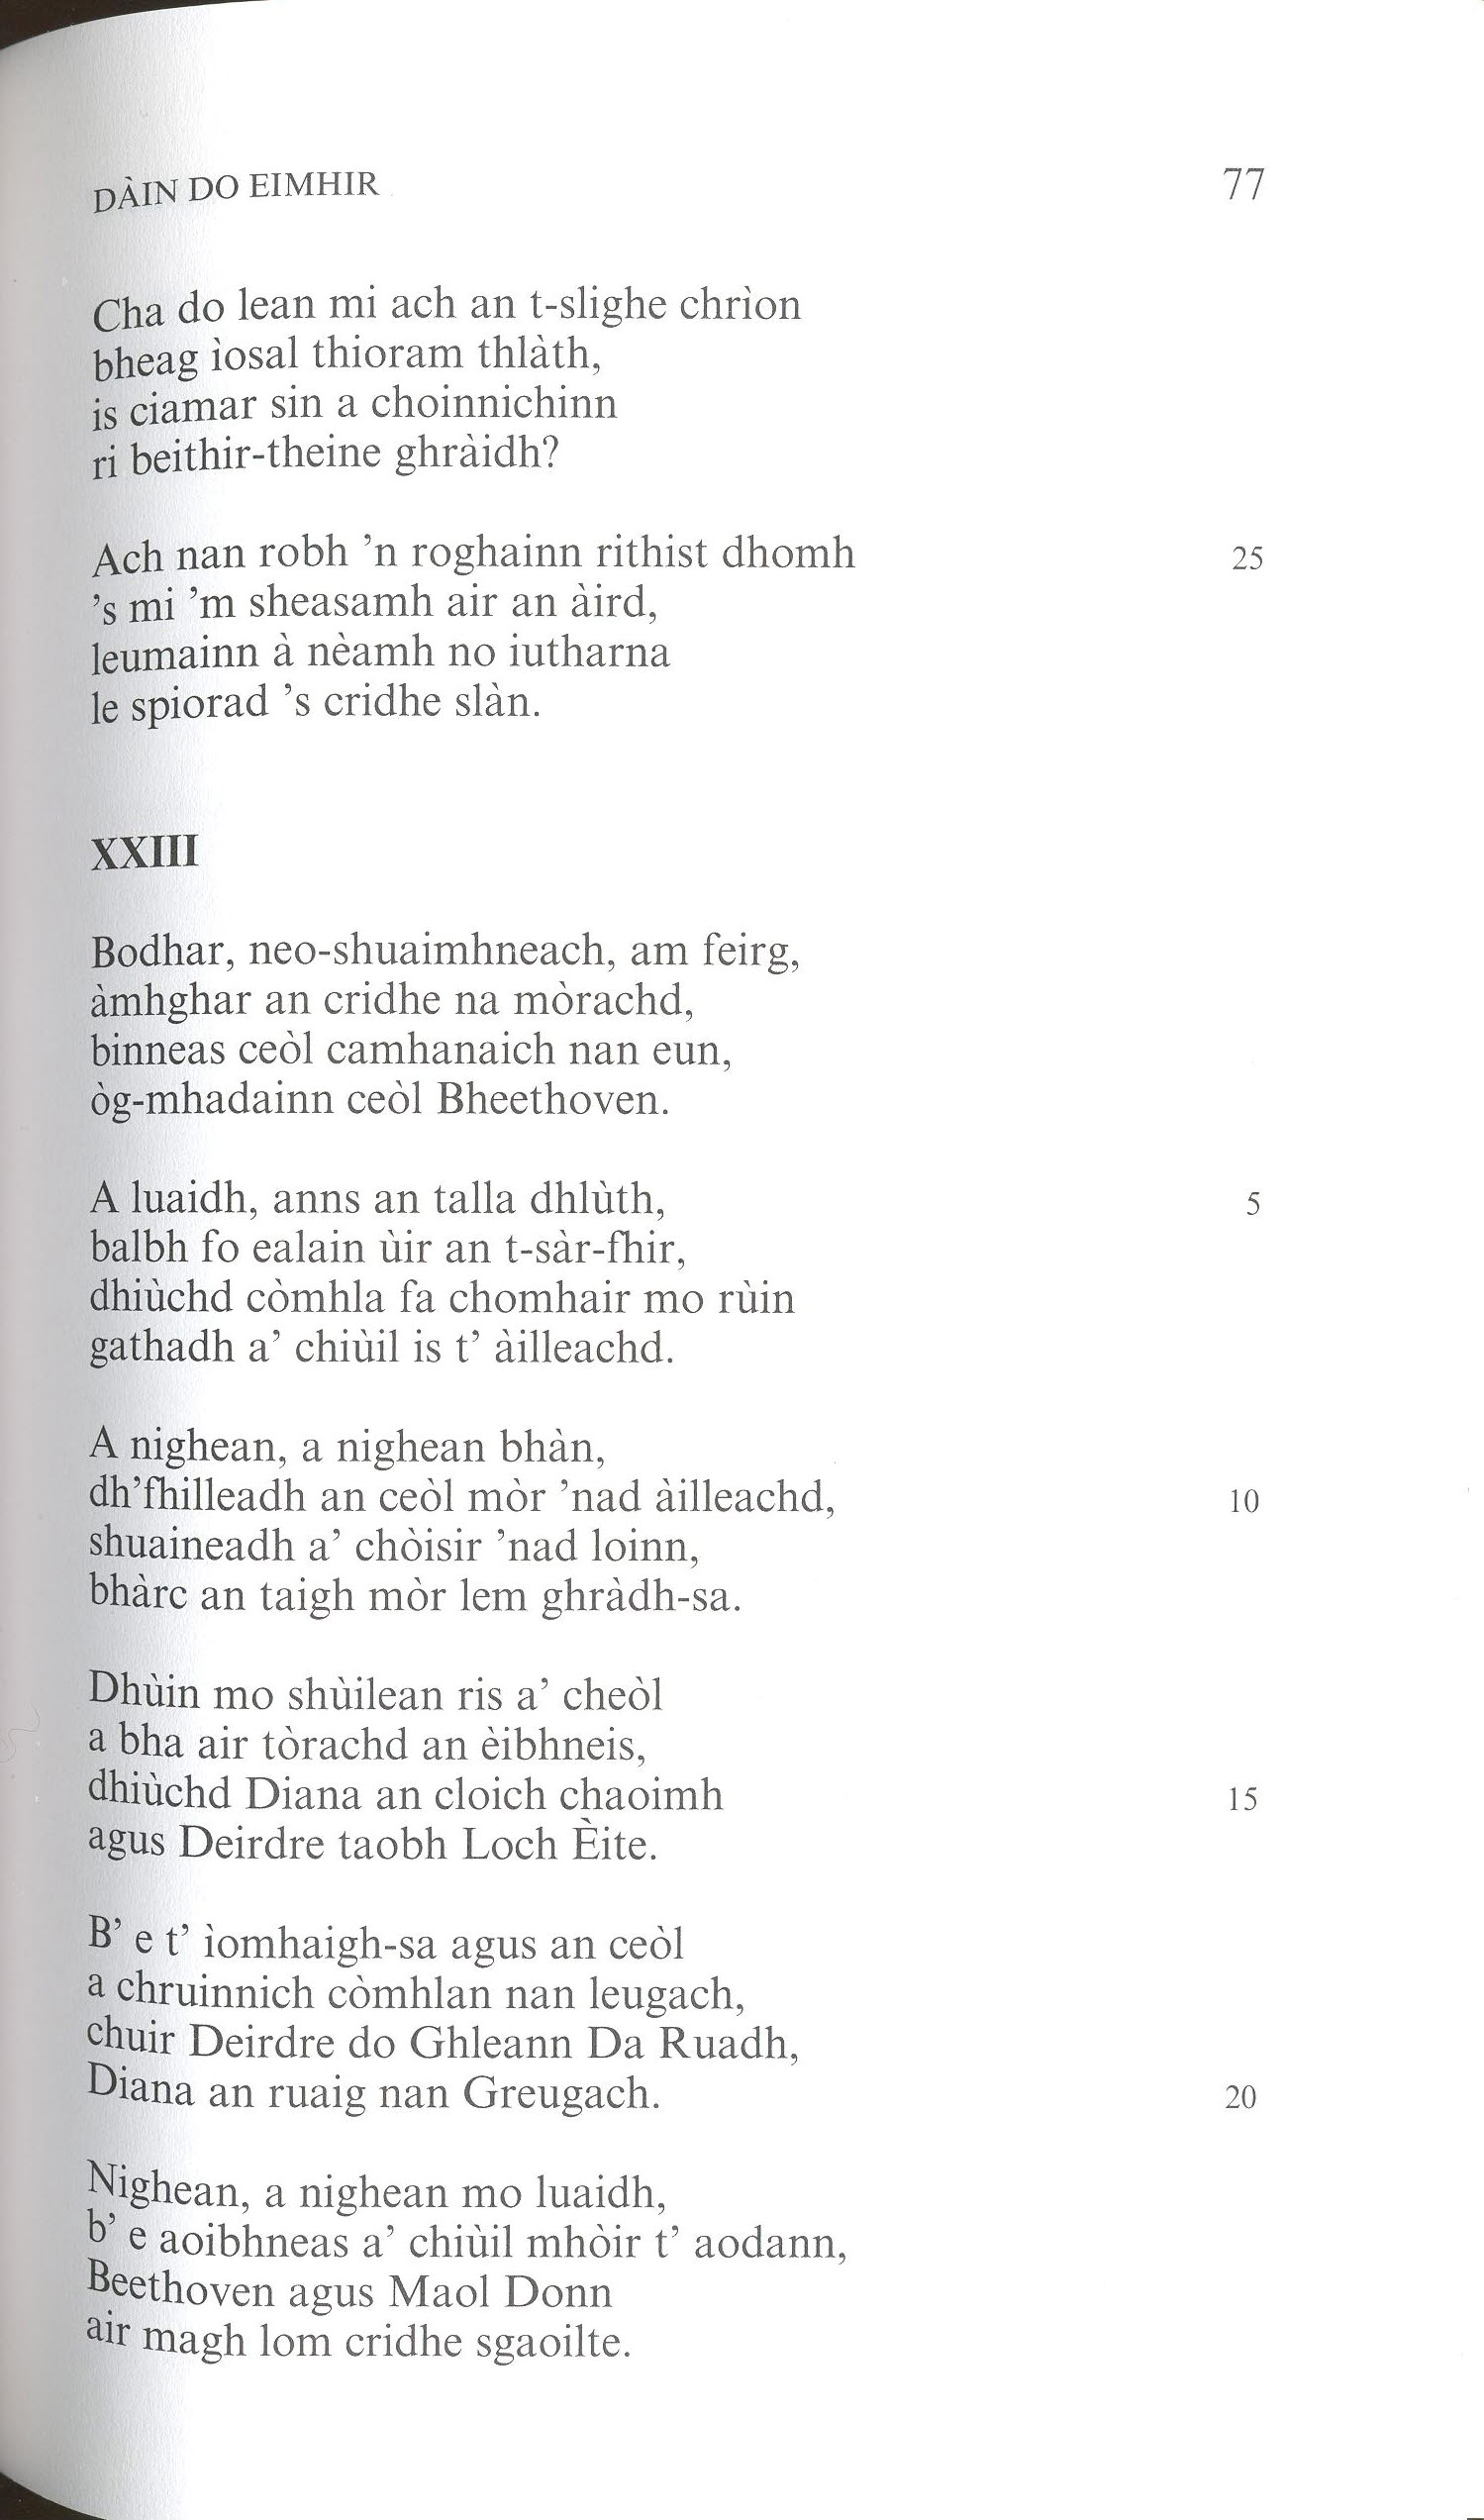 DÀIN DO EIMHIR 77
Cha do lean mi ach an t-slighe chrìon
bheag ìosal thioram thlàth,
is ciamar sin a choinnichinn
ri beithir-theine ghràidh?
Ach nan robh ’n roghainn rithist dhomh 25
’s mi ’m sheasamh air an àird,
leumainn à nèamh no iutharna
le spiorad ’s cridhe slàn.
XXIII
Bodhar, neo-shuaimhneach, am feirg,
àmhghar an cridhe na mòrachd,
binneas ceòl camhanaich nan eun,
òg-mhadainn ceòl Bheethoven.
A luaidh, anns an talla dhlùth, 5
balbh fo ealain ùir an t-sàr-fhir,
dhiùchd còmhla fa chomhair mo rùin
gathadh a’ chiùil is t’ àilleachd.
A nighean, a nighean bhàn,
dh’fhilleadh an ceòl mòr ’nad àilleachd, 10
shuaineadh a’ chòisir ’nad loinn,
bhàrc an taigh mòr lem ghràdh-sa.
Dhùin mo shùilean ris a’ cheòl
a bha air tòrachd an èibhneis,
dhiùchd Diana an cloich chaoimh 15
agus Deirdre taobh Loch Èite.
B’ e t’ ìomhaigh-sa agus an ceòl
a chruinnich còmhlan nan leugach,
chuir Deirdre do Ghleann Da Ruadh,
Diana an ruaig nan Greugach. 20
Nighean, a nighean mo luaidh,
b’ e aoibhneas a’ chiùil mhòir t’ aodann,
Beethoven agus Maol Donn
air magh lom cridhe sgaoilte.